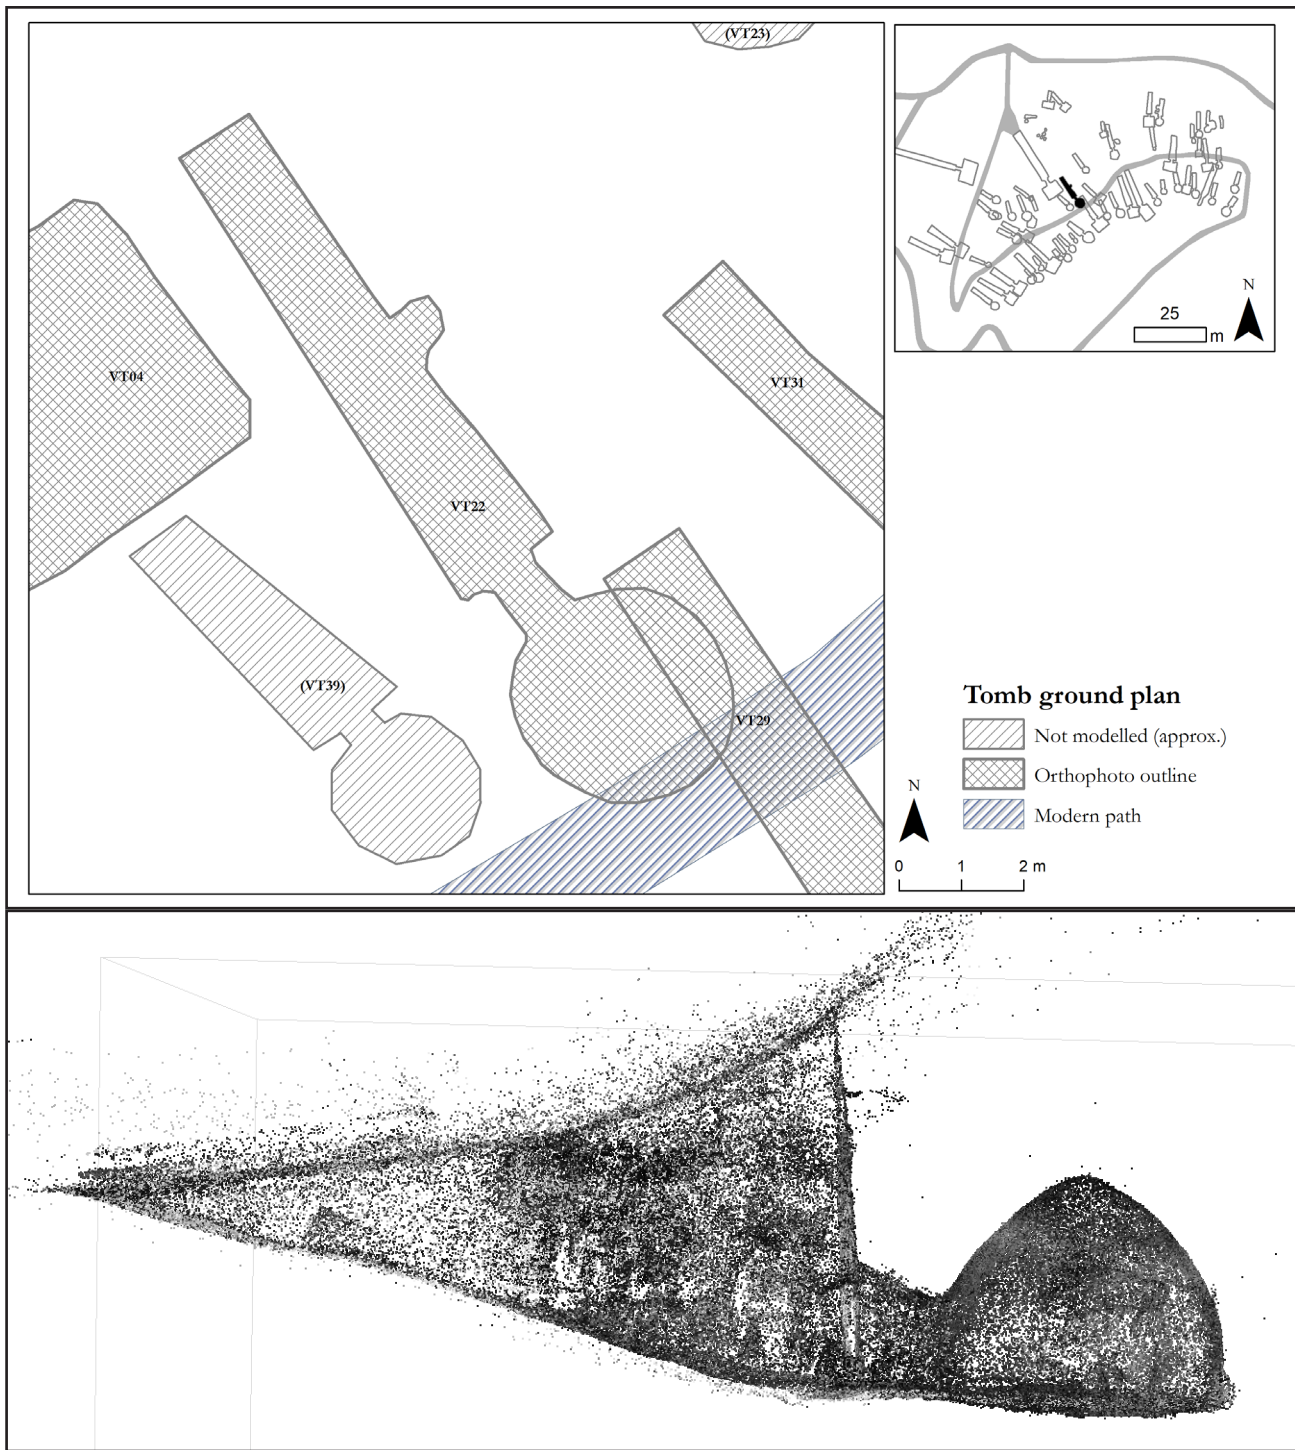 (VT23)
VT04
VT31
VT22
(VT39)
VT29
N
25
m
Tomb ground plan
Not modelled (approx.)
Orthophoto outline
Modern path
N
0 1 2 m